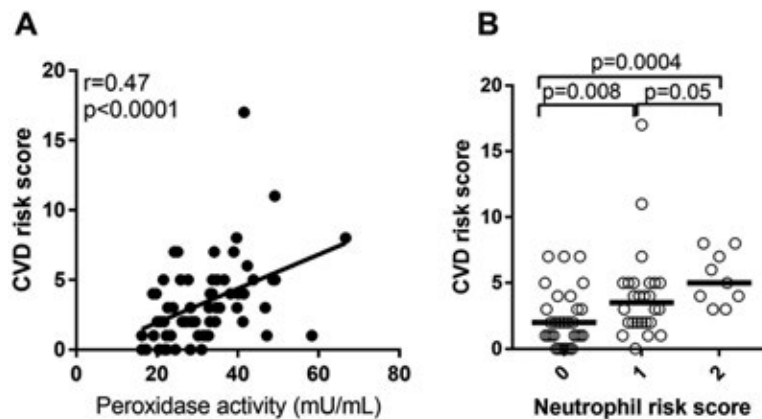 A
r=0.47
p<0.0001
CVD risk score
20
15
10
5
0
0
20
40
60
80
Peroxidase activity (mU/mL)
B
p=0.0004
p=0.008
p=0.05
CVD risk score
20
15
10
5
0
0
1
2
Neutrophil risk score